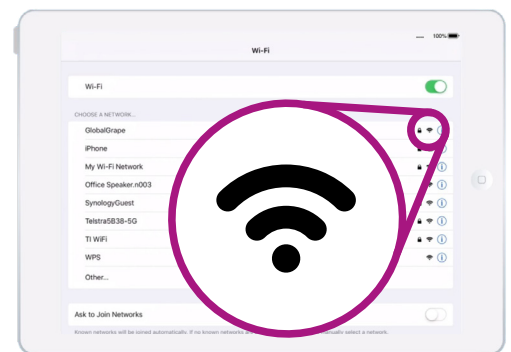 100%
Wi-Fi
Wi-Fi
CHOOSE A NETWORK...
GlobalGrape
iPhone
My Wi-Fi Network
Office Speaker.n003
SynologyGuest
Telstra5B3B-5G
TI WiFi
WPS
Other...
Ask to Join Networks
Known networks will be joined automatically. If no known networks are manually select a network.